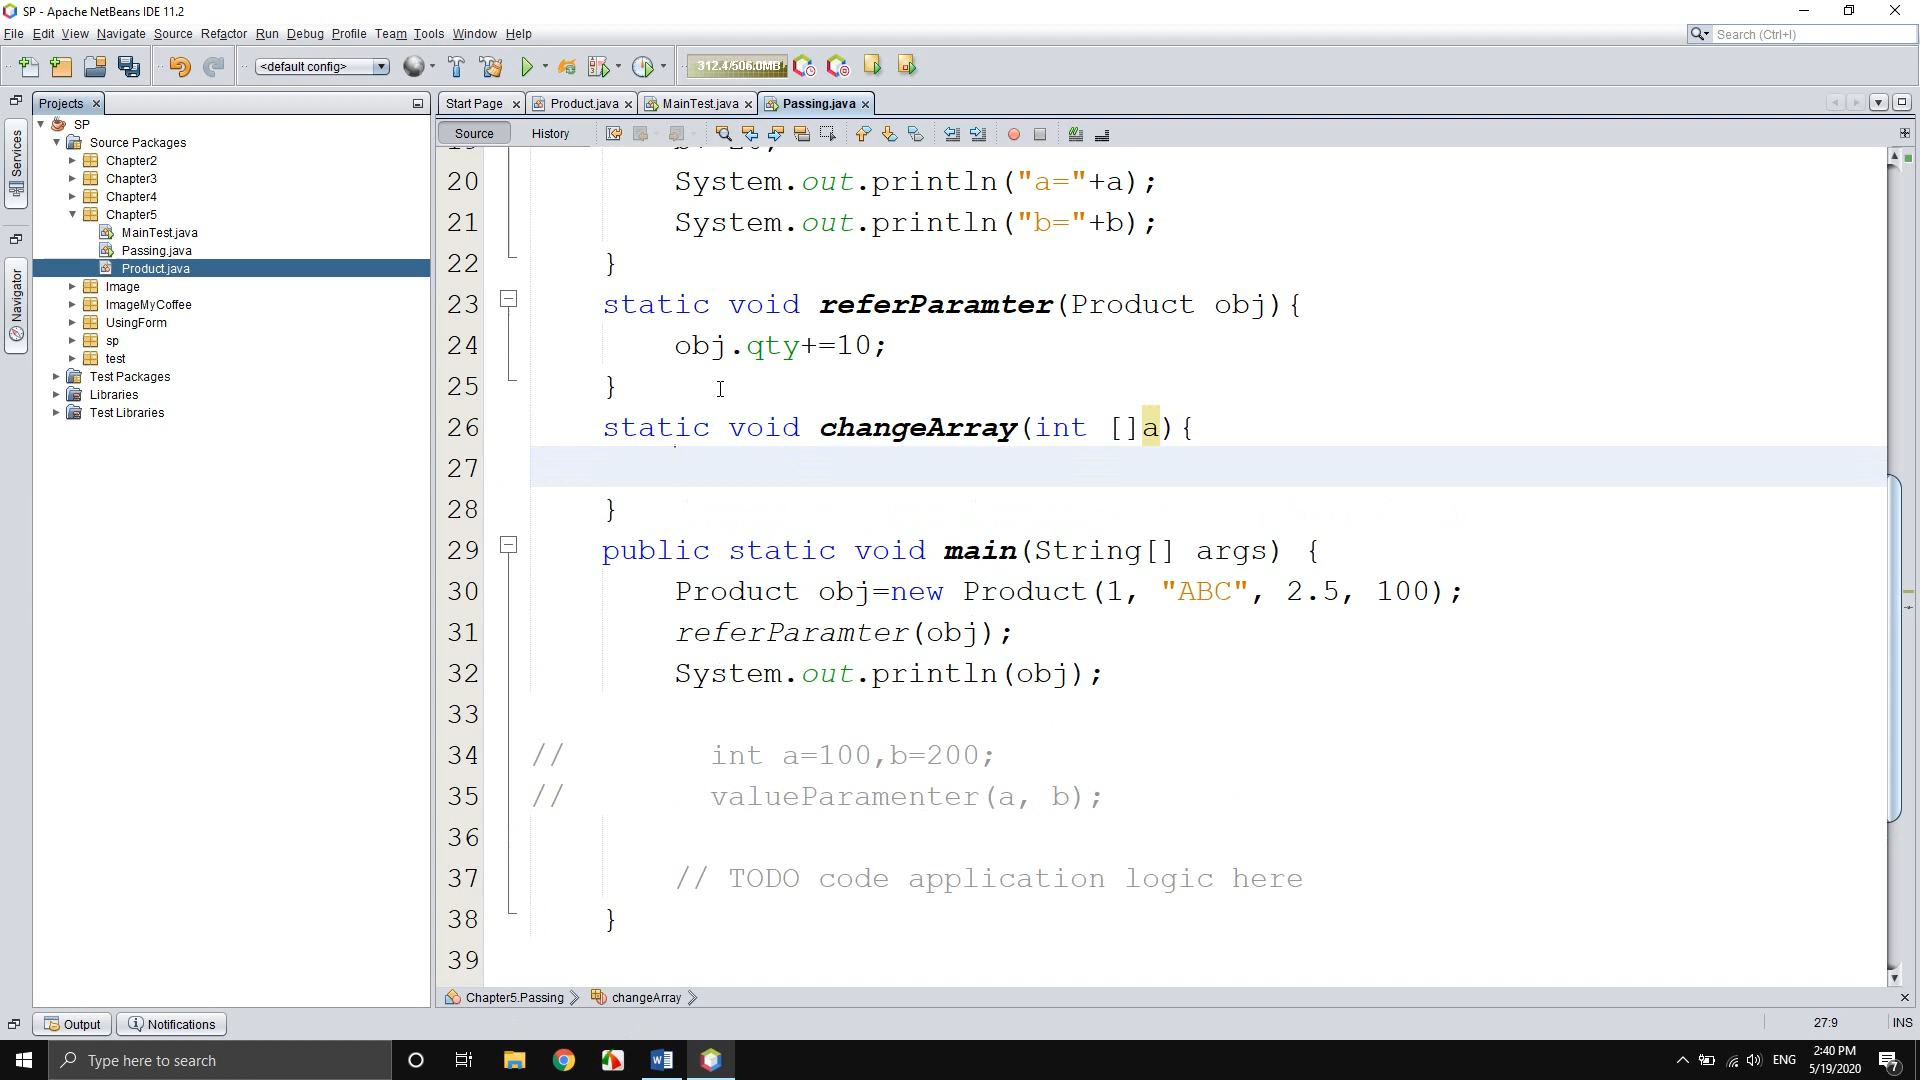 SP - Apache NetBeans IDE 11.2
File Edit View Navigate Source Refactor Run Debug Profile Team Tools Window Help
Search (Ctrl+I)
<default config>
312.4/506.0MB
Projects
Start Page
Product.java
MainTest.java
Passing.java
Source
History
Services
Navigator
SP
Source Packages
Chapter2
Chapter3
Chapter4
Chapter5
MainTest.java
Passing.java
Product.java
Image
ImageMyCoffee
UsingForm
sp
test
Test Packages
Libraries
Test Libraries
20 System.out.println("a="+a);
21 System.out.println("b="+b);
22 }
23 static void referParamter(Product obj){
24 obj.qty+=10;
25 }
26 static void changeArray(int []a){
27
28 }
29 public static void main(String[] args) {
30 Product obj=new Product(1, "ABC", 2.5, 100);
31 referParamter(obj);
32 System.out.println(obj);
33
34 // int a=100,b=200;
35 // valueParamenter(a, b);
36
37 // TODO code application logic here
38 }
39
Chapter5.Passing
changeArray
Output
Notifications
27:9
INS
Type here to search
ENG
2:40 PM
5/19/2020
7